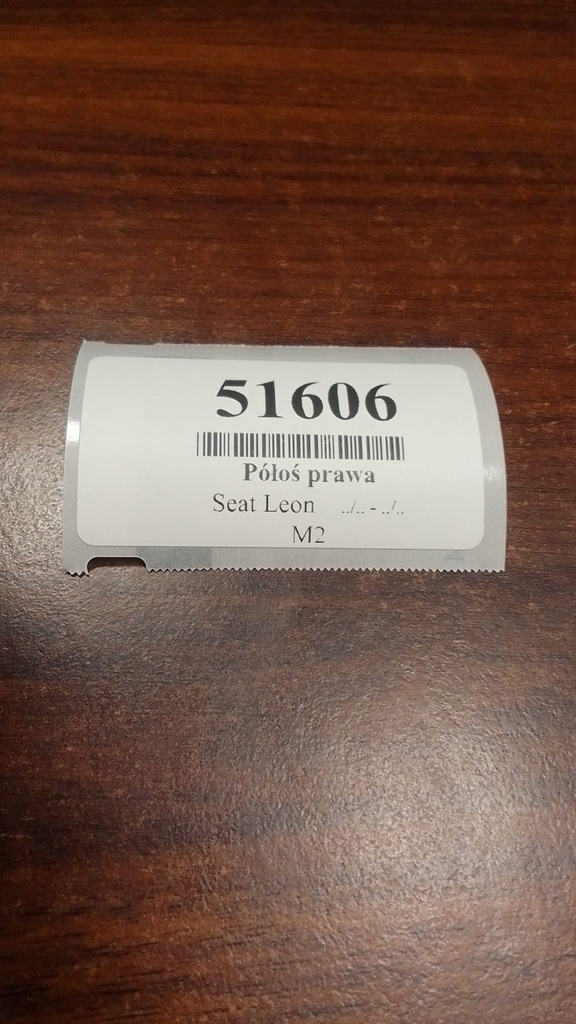 51606
Półoś prawa
Seat Leon ../.. - ../..
M2